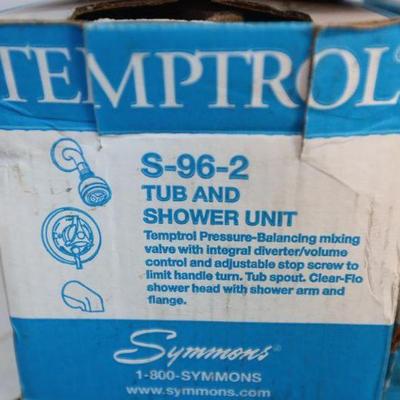 TEMPTROL®
S-96-2
TUB AND
SHOWER UNIT
Temptrol Pressure-Balancing mixing
valve with integral diverter/volume
control and adjustable stop screw to
limit handle turn. Tub spout. Clear-Flo
shower head with shower arm and
flange.
Symmons®
1-800-SYMMONS
www.symmons.com